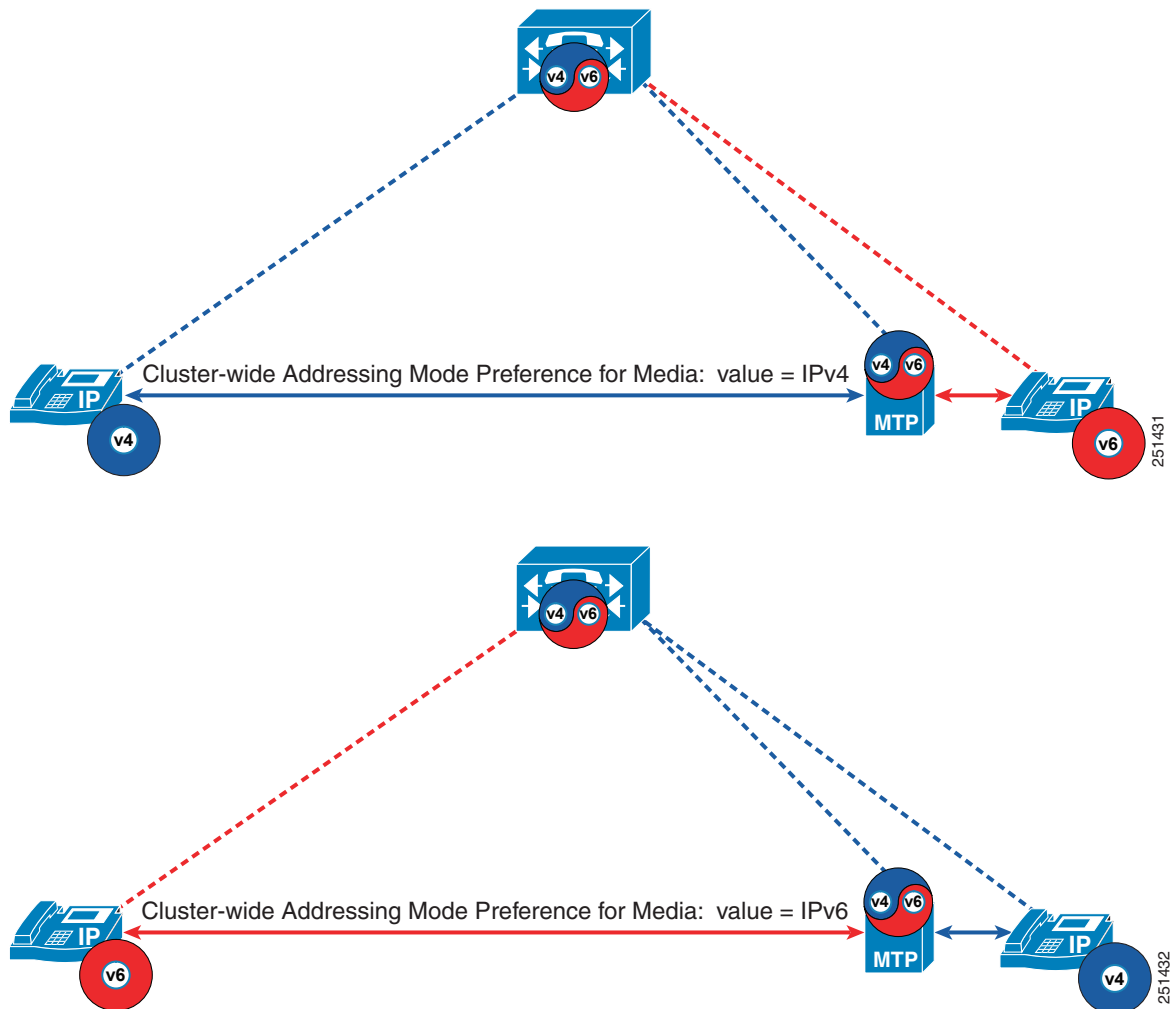 v4 v6
Cluster-wide Addressing Mode Preference for Media: value = IPv4
IP
v4
v4 v6
MTP
IP
v6
251431
v4 v6
Cluster-wide Addressing Mode Preference for Media: value = IPv6
IP
v6
v4 v6
MTP
IP
v4
251432